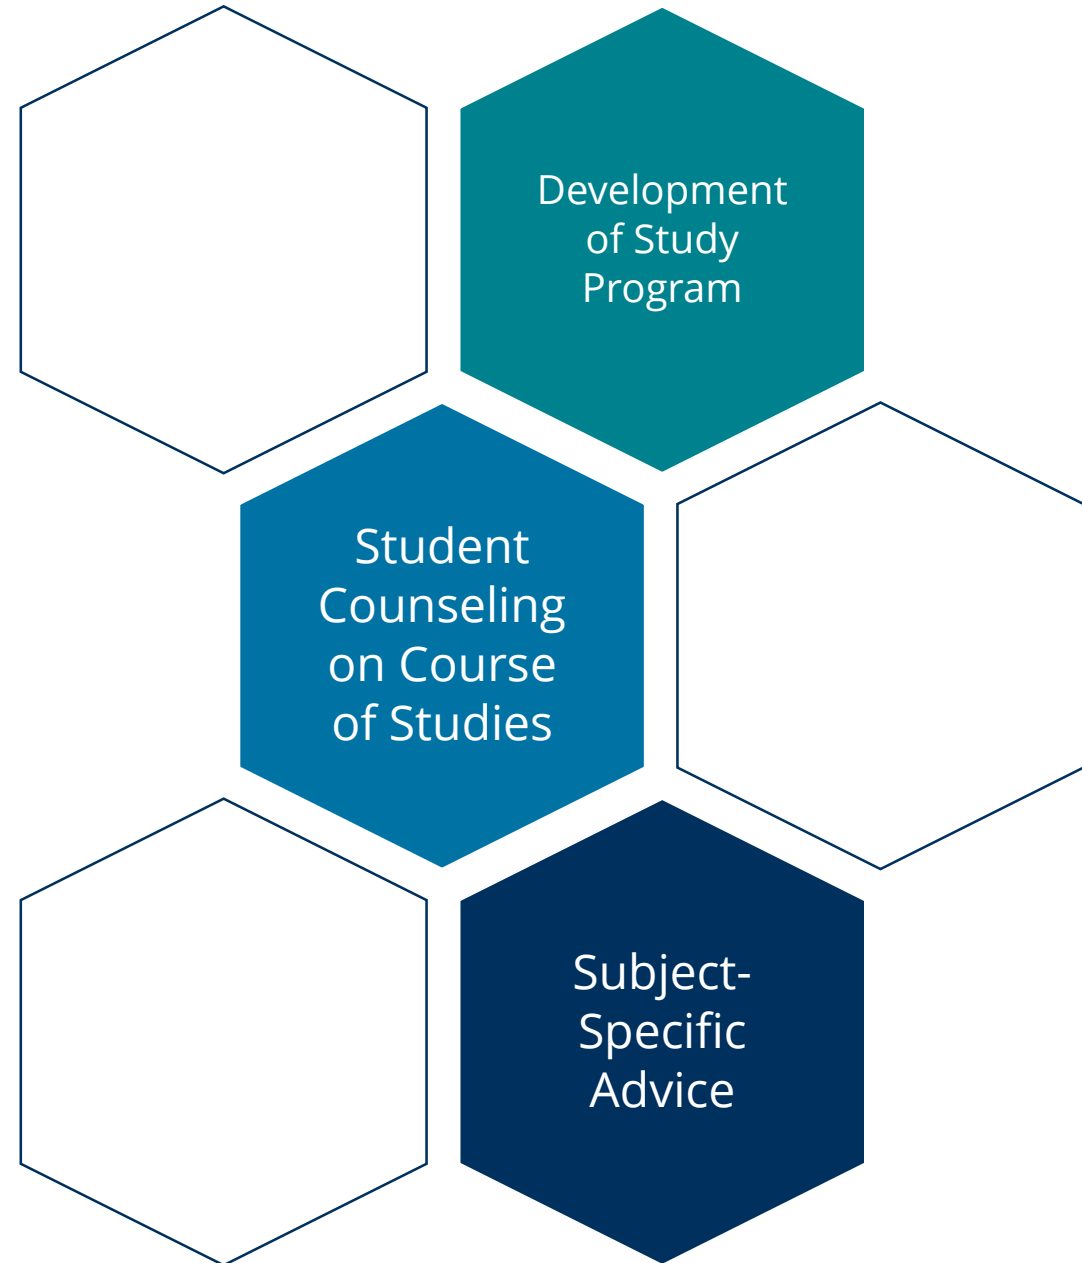 Development
of Study
Program
Student
Counseling
on Course
of Studies
Subject-
Specific
Advice